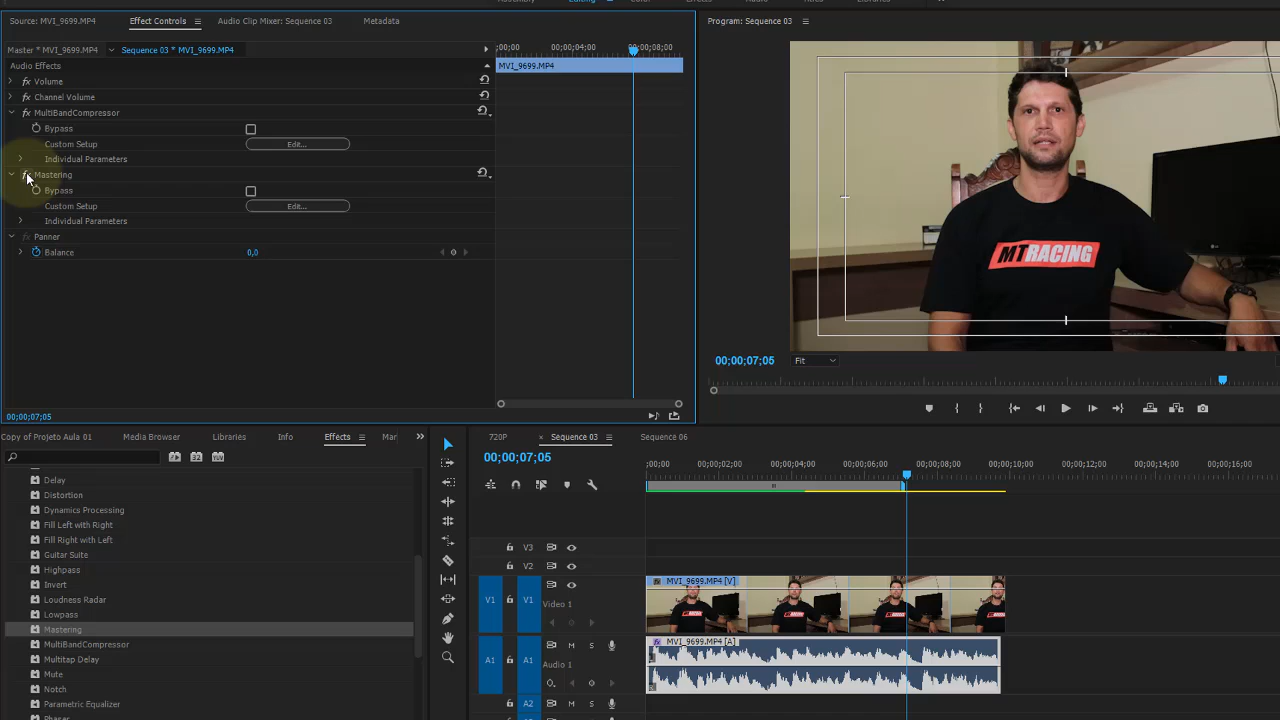 Source: MVI_9699.MP4
Effect Controls
Audio Clip Mixer: Sequence 03
Metadata
Program: Sequence 03
Master * MVI_9699.MP4
Sequence 03 * MVI_9699.MP4
;00;00
00;00;04;00
00;00;08;00
Audio Effects
MVI_9699.MP4
fx Volume
fx Channel Volume
fx MultiBandCompressor
Bypass
Custom Setup
Edit...
Individual Parameters
fx Mastering
Bypass
Custom Setup
Edit...
Individual Parameters
fx Panner
Balance
0,0
MTRACING
00;00;07;05
Fit
00;00;07;05
Copy of Projeto Aula 01
Media Browser
Libraries
Info
Effects
Mar
720P
Sequence 03
Sequence 06
00;00;07;05
;00;00
00;00;02;00
00;00;04;00
00;00;06;00
00;00;08;00
00;00;10;00
00;00;12;00
00;00;14;00
00;00;16;00
Delay
Distortion
Dynamics Processing
Fill Left with Right
Fill Right with Left
Guitar Suite
Highpass
Invert
Loudness Radar
Lowpass
Mastering
MultiBandCompressor
Multitap Delay
Mute
Notch
Parametric Equalizer
V3
V2
V1
V1
Video 1
MVI_9699.MP4 [V]
A1
A1
M
S
Audio 1
MVI_9699.MP4 [A]
A2
M
S